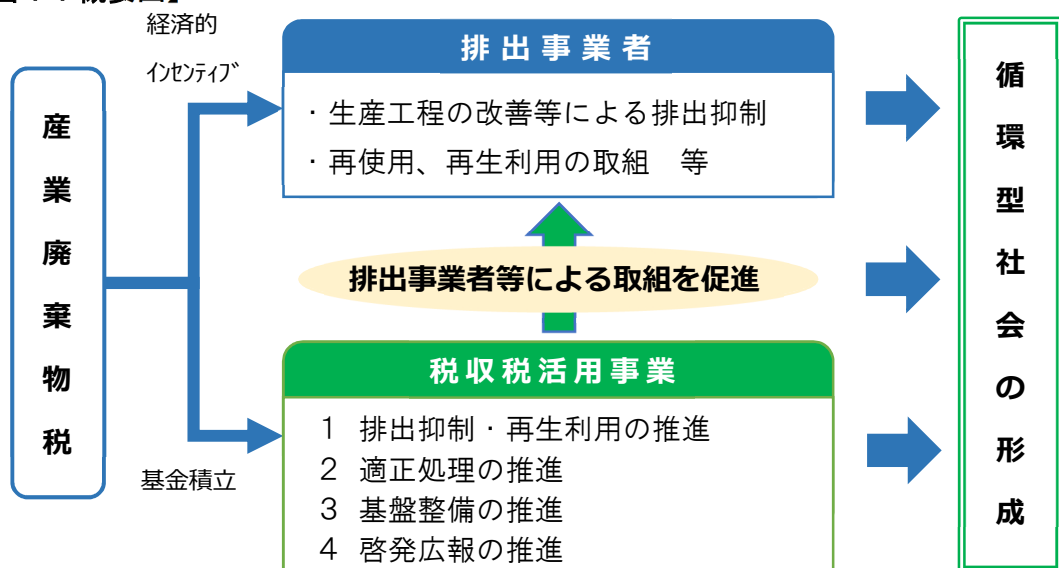 経済的
インセンティブ
産業廃棄物税
基金積立
排出事業者
・生産工程の改善等による排出抑制
・再使用、再生利用の取組　等
排出事業者等による取組を促進
税収税活用事業
１　排出抑制・再生利用の推進
２　適正処理の推進
３　基盤整備の推進
４　啓発広報の推進
循環型社会の形成